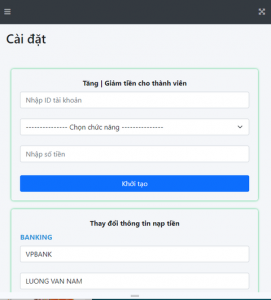 Cài đặt
Tăng | Giảm tiền cho thành viên
Nhập ID tài khoản
--------------- Chọn chức năng ---------------
Nhập số tiền
Khởi tạo
Thay đổi thông tin nạp tiền
BANKING
VPBANK
LUONG VAN NAM